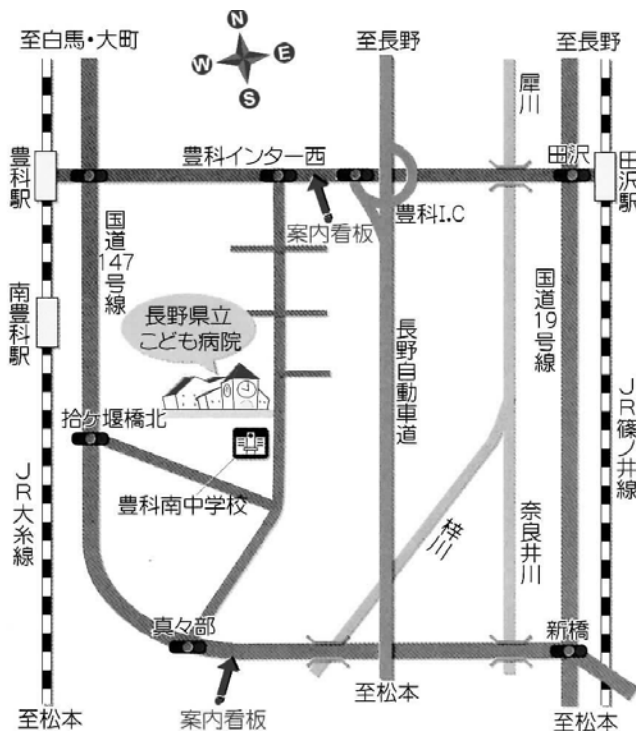 N
W
E
S
至白馬・大町
至長野
至長野
犀川
豊科駅
豊科インター西
田沢
田沢駅
案内看板
豊科I.C
国道147号線
南豊科駅
長野県立
こども病院
長野自動車道
国道19号線
拾ケ堰橋北
JR篠ノ井線
豊科南中学校
JR大糸線
梓川
奈良井川
真々部
新橋
至松本
案内看板
至松本
至松本